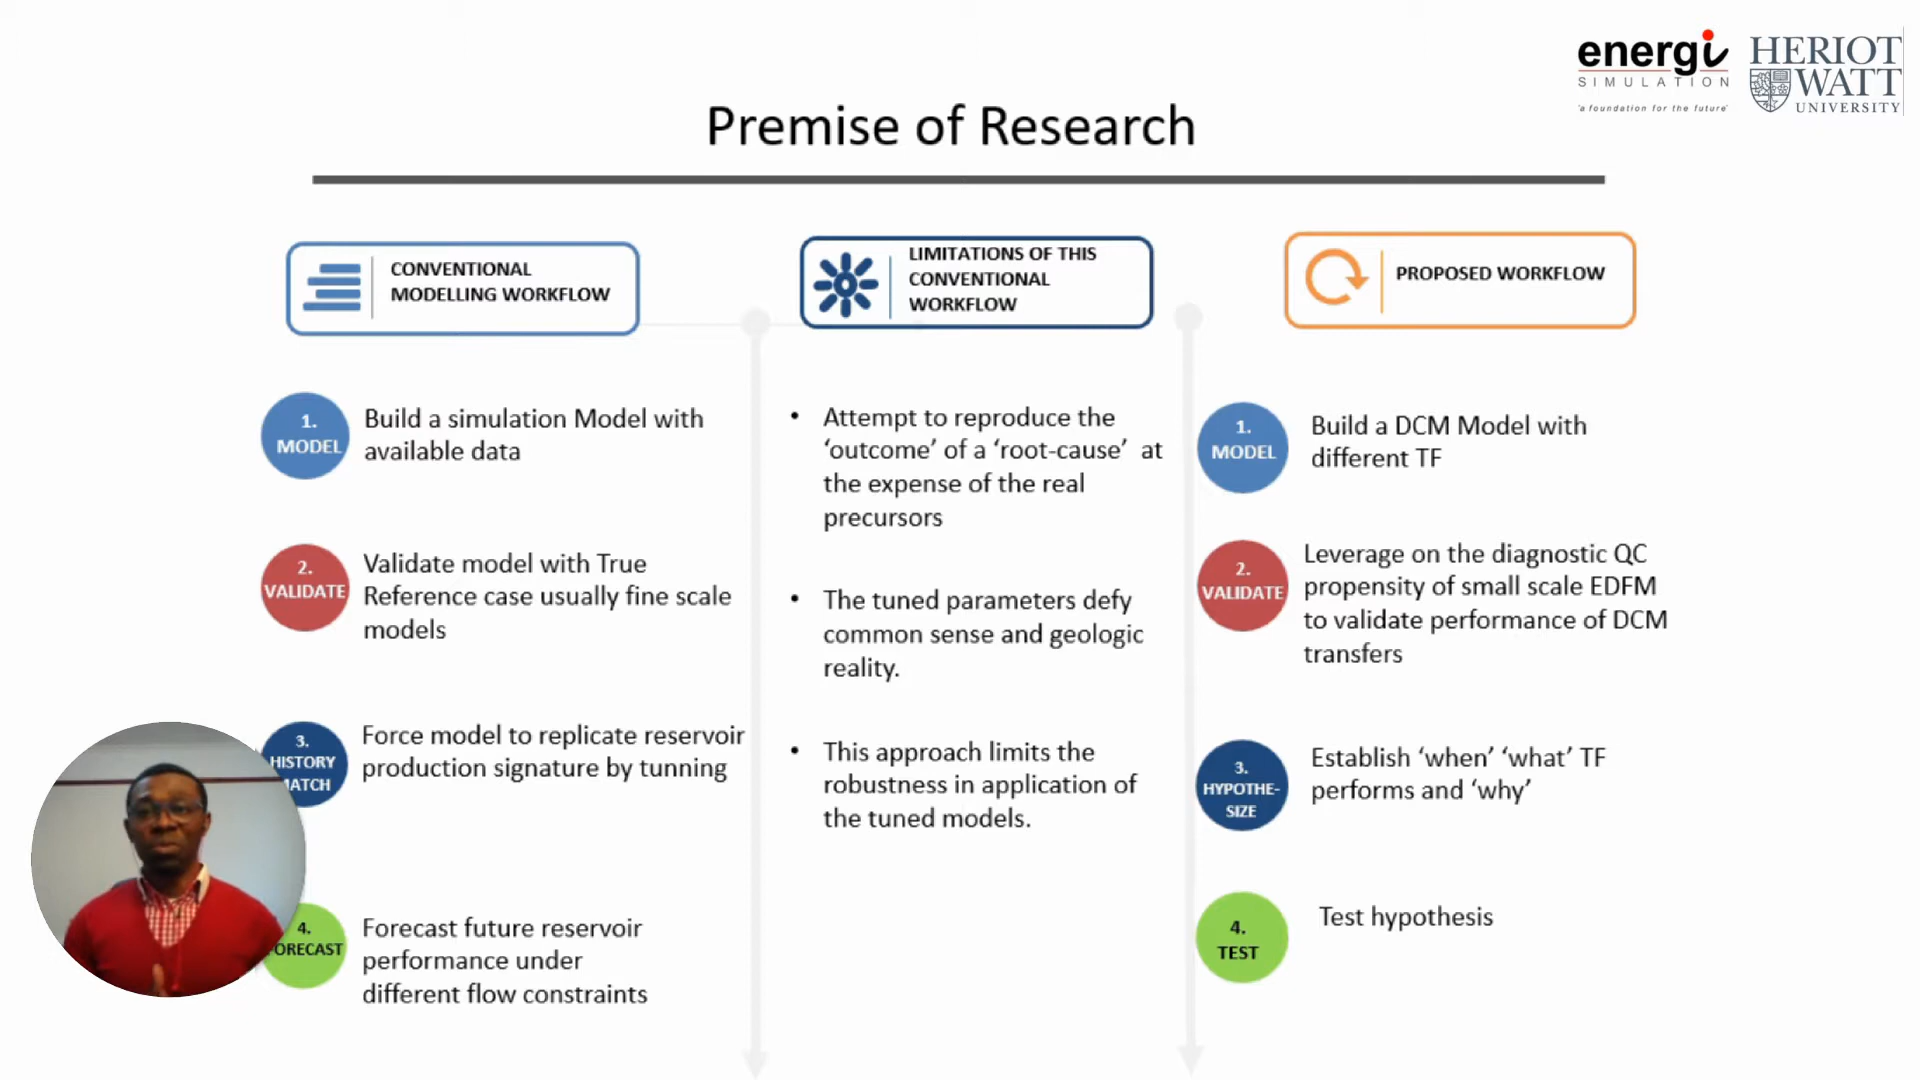 energi
SIMULATION
'a foundation for the future'
HERIOT
WATT
UNIVERSITY
Premise of Research
CONVENTIONAL
MODELLING WORKFLOW
1.
MODEL
Build a simulation Model with
available data
2.
VALIDATE
Validate model with True
Reference case usually fine scale
models
3.
HISTORY
MATCH
Force model to replicate reservoir
production signature by tunning
4.
FORECAST
Forecast future reservoir
performance under
different flow constraints
LIMITATIONS OF THIS
CONVENTIONAL
WORKFLOW
• Attempt to reproduce the
‘outcome’ of a ‘root-cause’ at
the expense of the real
precursors
• The tuned parameters defy
common sense and geologic
reality.
• This approach limits the
robustness in application of
the tuned models.
PROPOSED WORKFLOW
1.
MODEL
Build a DCM Model with
different TF
2.
VALIDATE
Leverage on the diagnostic QC
propensity of small scale EDFM
to validate performance of DCM
transfers
3.
HYPOTHE-
SIZE
Establish ‘when’ ‘what’ TF
performs and ‘why’
4.
TEST
Test hypothesis